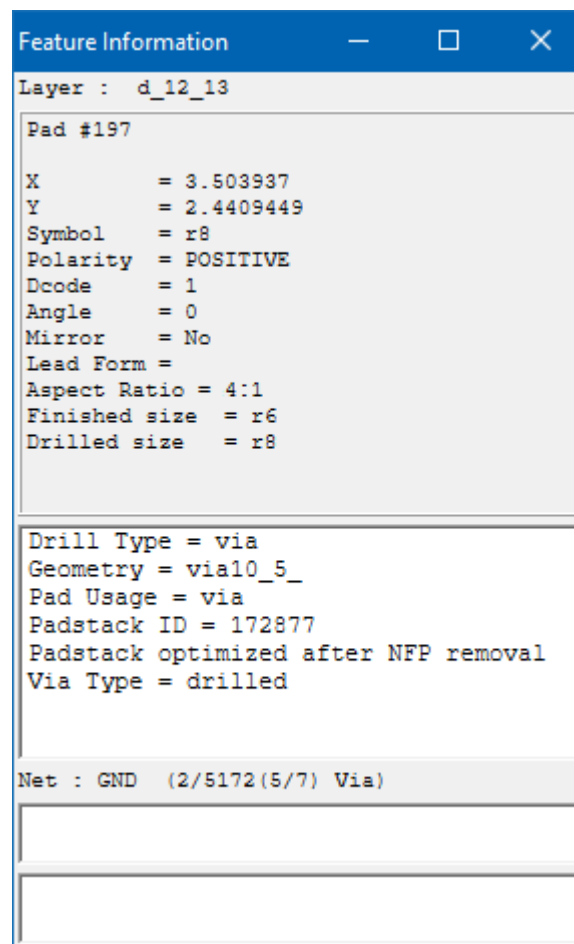 Feature Information
Layer :  d_12_13
Pad #197
X         = 3.503937
Y         = 2.4409449
Symbol    = r8
Polarity  = POSITIVE
Dcode     = 1
Angle     = 0
Mirror    = No
Lead Form =
Aspect Ratio = 4:1
Finished size  = r6
Drilled size   = r8
Drill Type = via
Geometry = via10_5_
Pad Usage = via
Padstack ID = 172877
Padstack optimized after NFP removal
Via Type = drilled
Net : GND  (2/5172(5/7) Via)